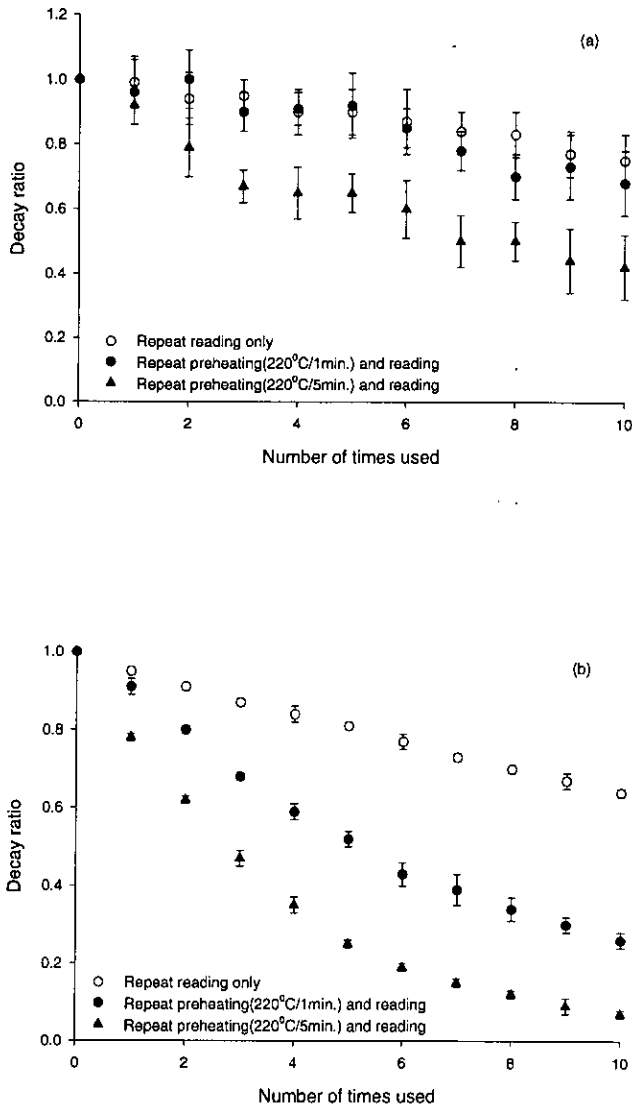 1.2
(a)
1.0
0.8
0.6
0.4
0.2
0.0
Decay ratio
Repeat reading only
Repeat preheating(220°C/1min.) and reading
Repeat preheating(220°C/5min.) and reading
0 2 4 6 8 10
Number of times used
1.0
(b)
0.8
0.6
0.4
0.2
0.0
Decay ratio
Repeat reading only
Repeat preheating(220°C/1min.) and reading
Repeat preheating(220°C/5min.) and reading
0 2 4 6 8 10
Number of times used